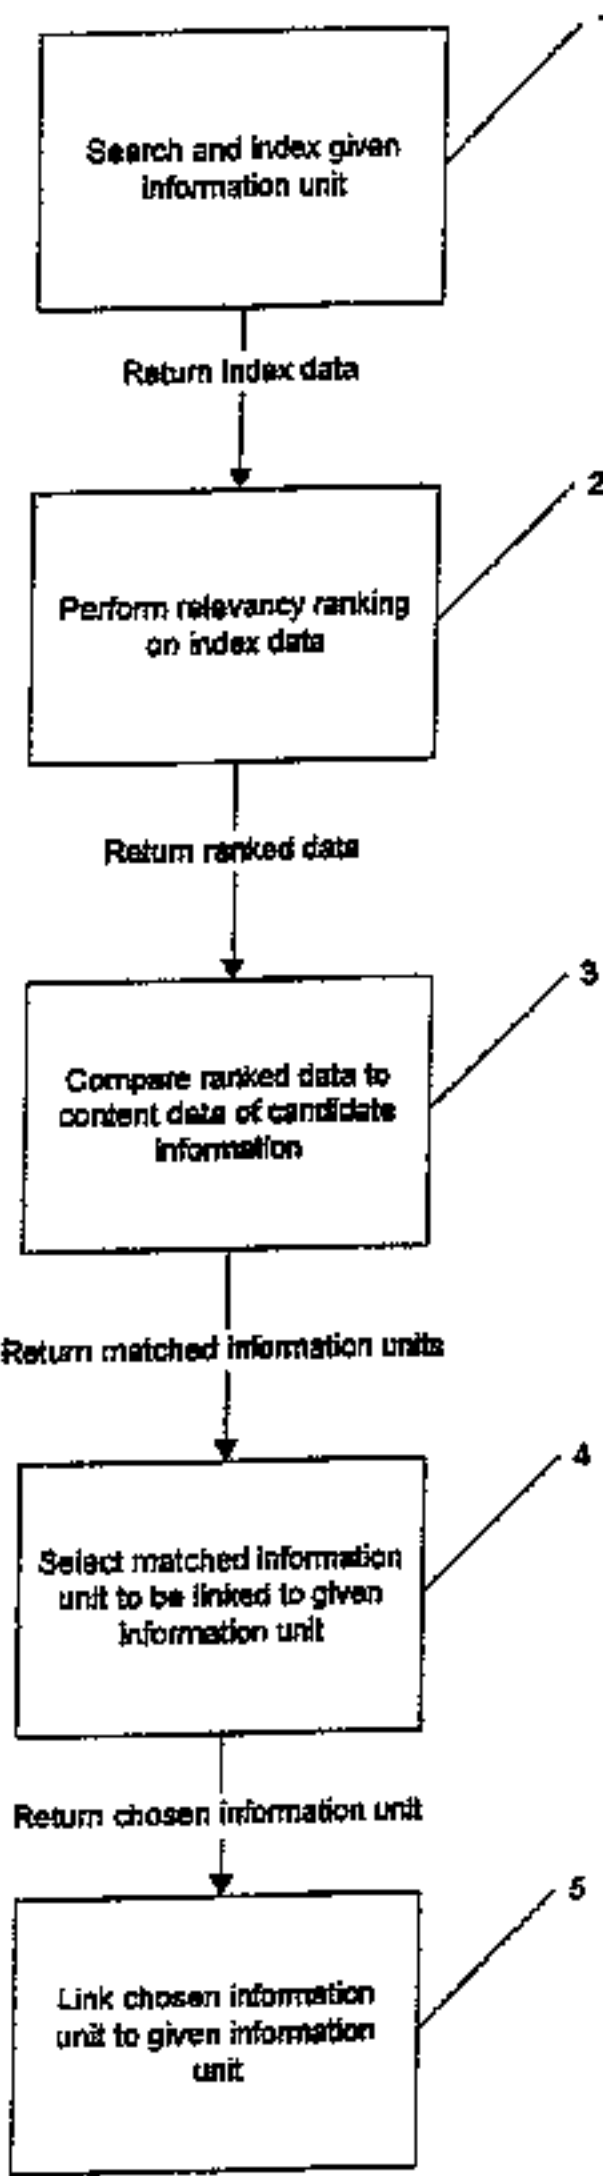 Search and index given
information unit
Return index data
2
Perform relevancy ranking
on index data
Return ranked data
3
Compare ranked data to
content data of candidate
information
Return matched information units
4
Select matched information
unit to be linked to given
information unit
Return chosen information unit
5
Link chosen information
unit to given information
unit